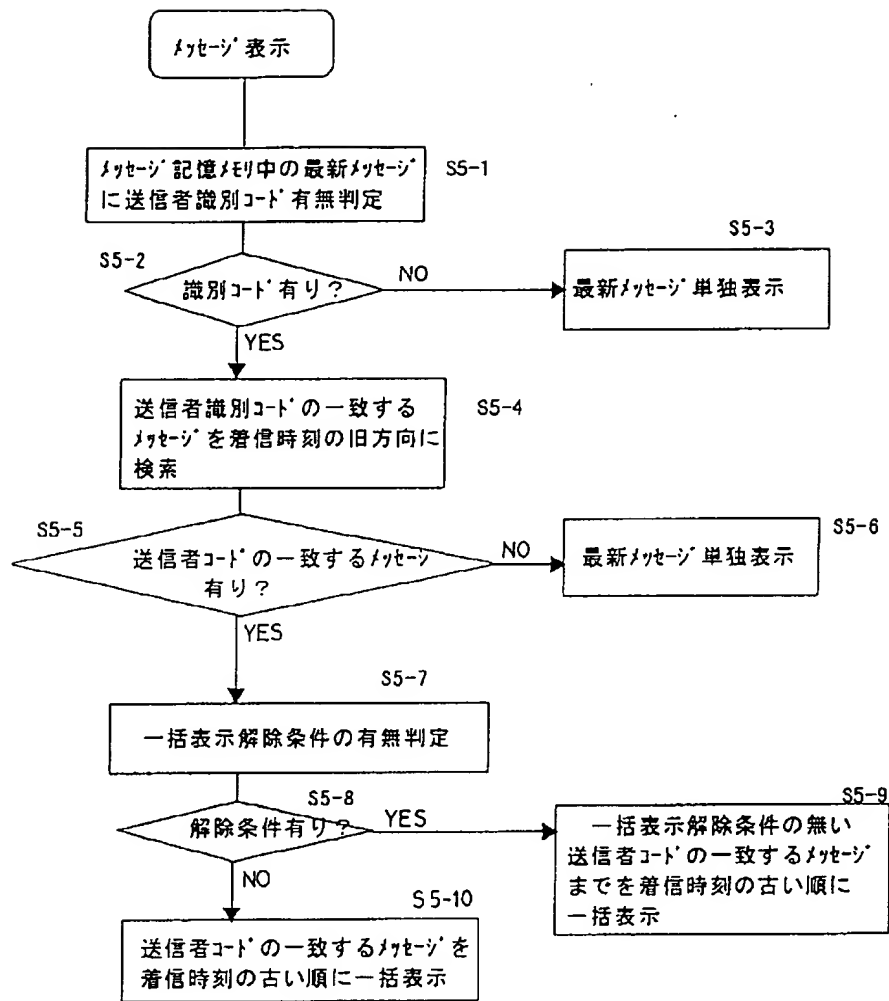 ﾒｯｾｰｼﾞ表示
ﾒｯｾｰｼﾞ記憶ﾒﾓﾘ中の最新ﾒｯｾｰｼﾞ
に送信者識別ｺｰﾄﾞ有無判定
S5-1
S5-2
識別ｺｰﾄﾞ有り？
NO
S5-3
最新ﾒｯｾｰｼﾞ単独表示
YES
送信者識別ｺｰﾄﾞの一致する
ﾒｯｾｰｼﾞを着信時刻の旧方向に
検索
S5-4
S5-5
送信者ｺｰﾄﾞの一致するﾒｯｾｰｼﾞ
有り？
NO
S5-6
最新ﾒｯｾｰｼﾞ単独表示
YES
S5-7
一括表示解除条件の有無判定
S5-8
解除条件有り？
YES
S5-9
一括表示解除条件の無い
送信者ｺｰﾄﾞの一致するﾒｯｾｰｼﾞ
までを着信時刻の古い順に
一括表示
NO
S5-10
送信者ｺｰﾄﾞの一致するﾒｯｾｰｼﾞを
着信時刻の古い順に一括表示